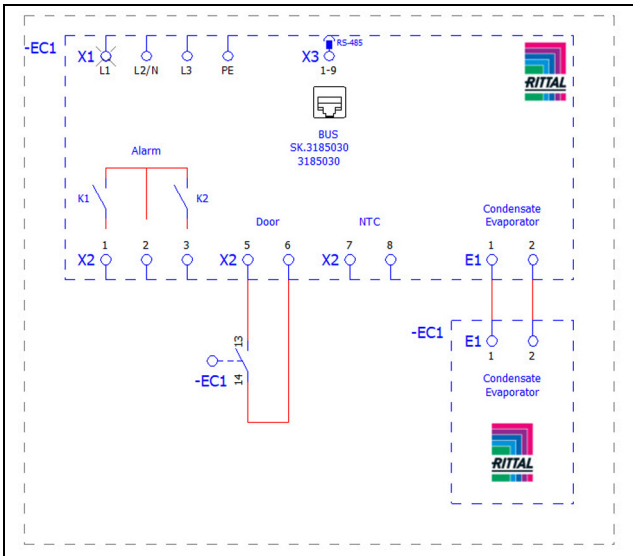 -EC1
X1
L1
L2/N
L3
PE
X3
RS-485
1-9
RITTAL
BUS
SK.3185030
3185030
Alarm
K1
K2
Door
NTC
Condensate
Evaporator
X2
1
2
3
X2
5
6
X2
7
8
E1
1
2
-EC1
13
14
-EC1
E1
1
2
Condensate
Evaporator
RITTAL